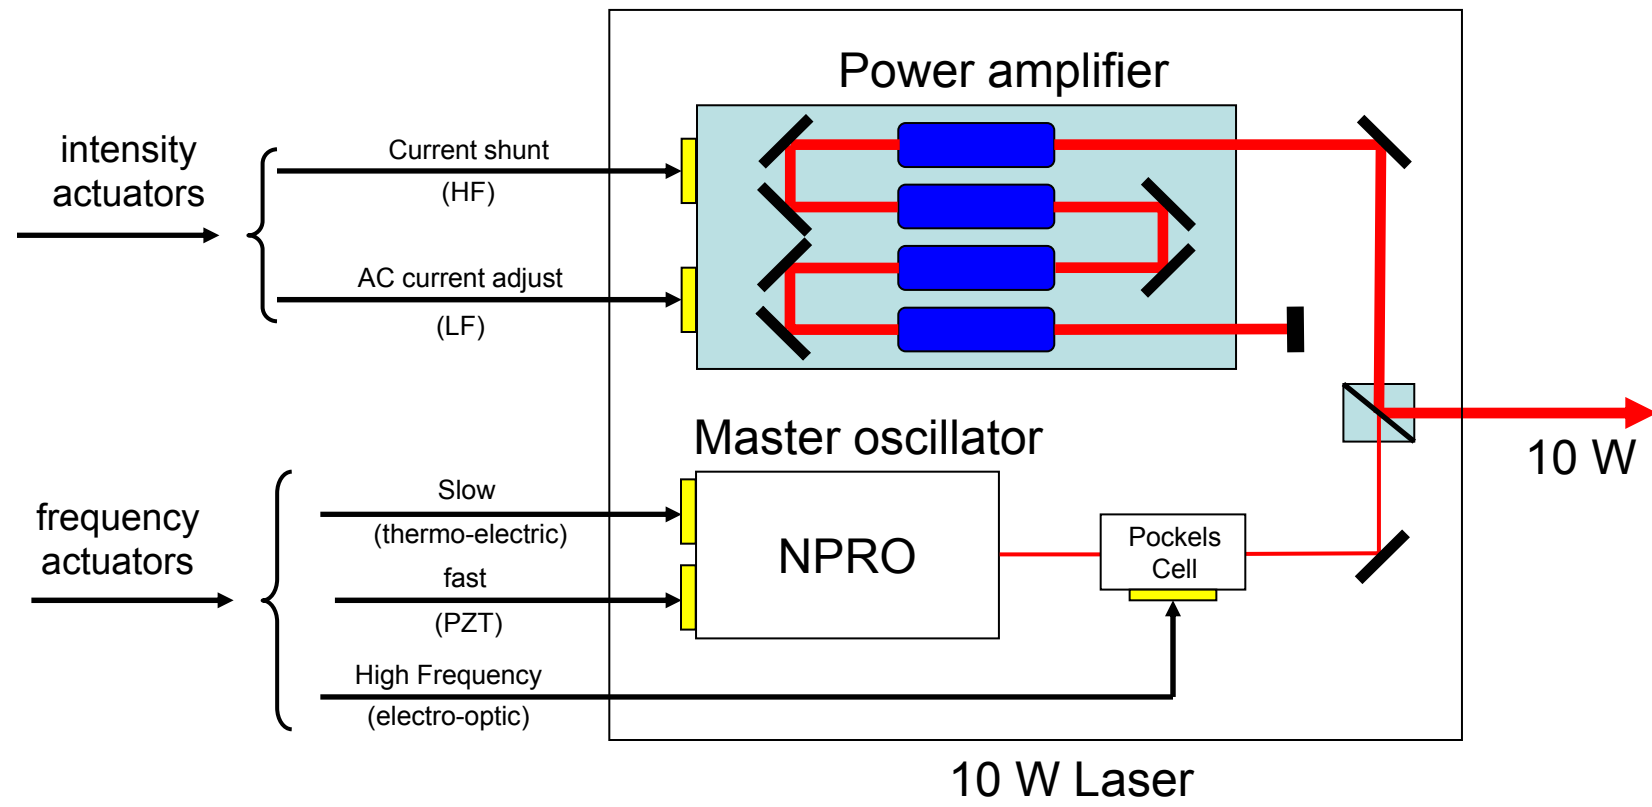 Power amplifier
intensity
actuators
Current shunt
(HF)
AC current adjust
(LF)
Master oscillator
10 W
frequency
actuators
Slow
(thermo-electric)
fast
(PZT)
High Frequency
(electro-optic)
NPRO
Pockels
Cell
10 W Laser